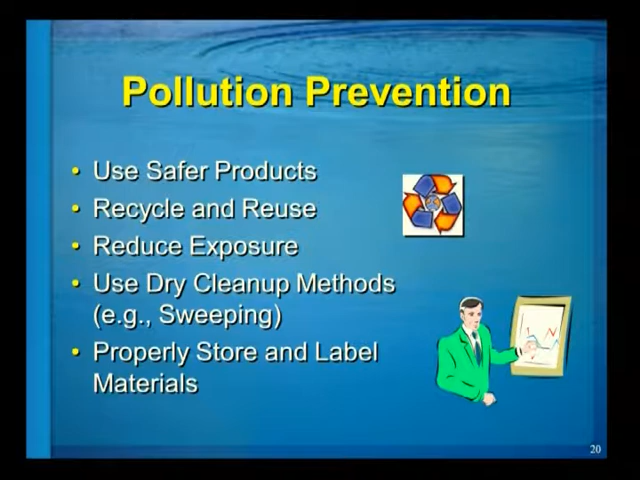 Pollution Prevention
• Use Safer Products
• Recycle and Reuse
• Reduce Exposure
• Use Dry Cleanup Methods
(e.g., Sweeping)
• Properly Store and Label
Materials
20